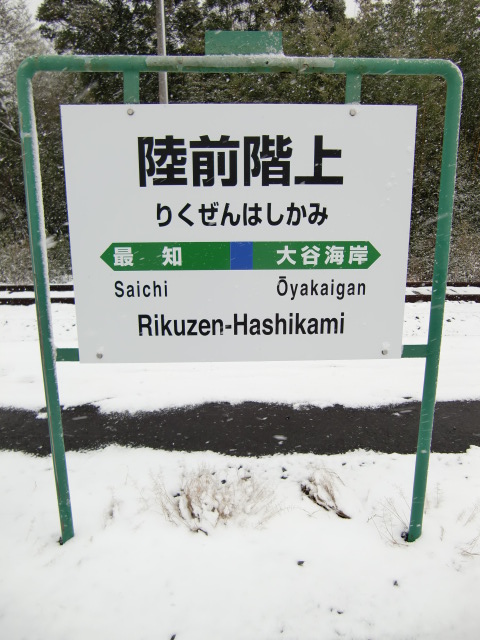 陸前階上
りくぜんはしかみ
最知 大谷海岸
Saichi Ōyakaigan
Rikuzen-Hashikami